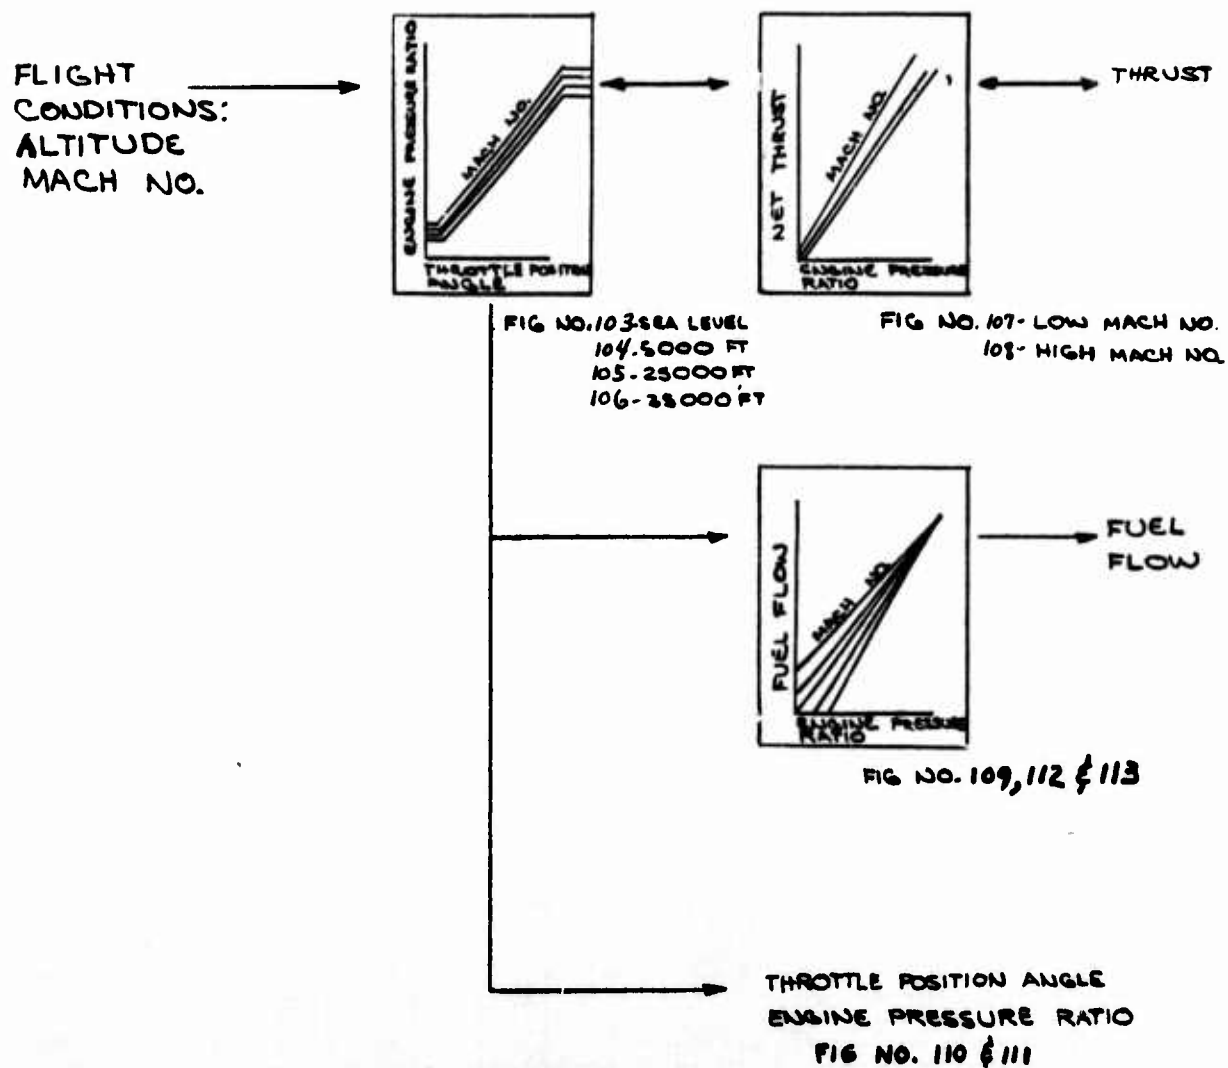 FLIGHT
CONDITIONS:
ALTITUDE
MACH NO.
ENGINE PRESSURE RATIO
MACH NO.
THROTTLE POSITION
ANGLE
FIG NO. 103-SEA LEVEL
104-5000 FT
105-25000 FT
106-35000 FT
NET THRUST
MACH NO.
ENGINE PRESSURE
RATIO
FIG NO. 107- LOW MACH NO.
108- HIGH MACH NO.
THRUST
FUEL FLOW
MACH NO.
ENGINE PRESSURE
RATIO
FIG NO. 109, 112 & 113
FUEL
FLOW
THROTTLE POSITION ANGLE
ENGINE PRESSURE RATIO
FIG NO. 110 & 111